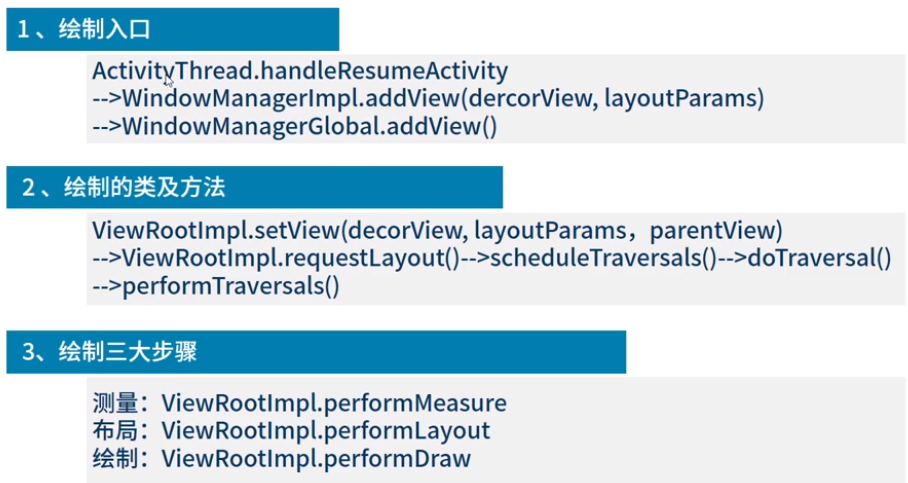 1 、绘制入口
ActivityThread.handleResumeActivity
-->WindowManagerImpl.addView(dercorView, layoutParams)
-->WindowManagerGlobal.addView()
2 、绘制的类及方法
ViewRootImpl.setView(decorView, layoutParams，parentView)
-->ViewRootImpl.requestLayout()-->scheduleTraversals()-->doTraversal()
-->performTraversals()
3、绘制三大步骤
测量：ViewRootImpl.performMeasure
布局：ViewRootImpl.performLayout
绘制：ViewRootImpl.performDraw